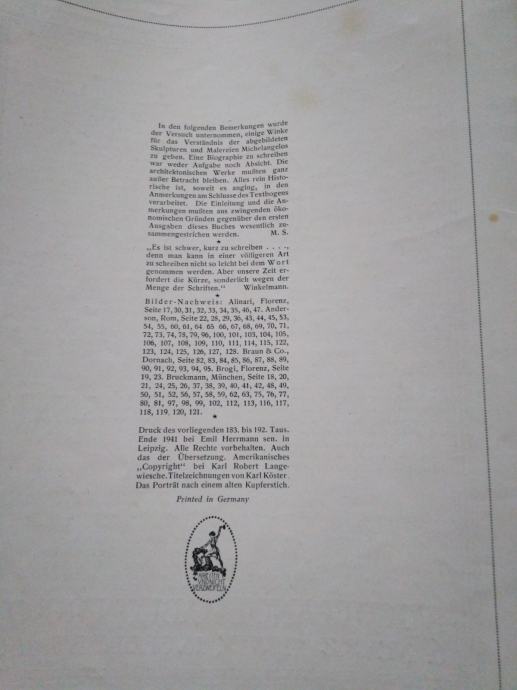 In den folgenden Bemerkungen wurde
der Versuch unternommen, einige Winke
für das Verständnis der abgebildeten
Skulpturen und Malereien Michelangelos
zu geben. Eine Biographie zu schreiben
war weder Aufgabe noch Absicht. Die
architektonischen Werke mußten ganz
außer Betracht bleiben. Alles rein Histo-
rische ist, soweit es anging, in den
Anmerkungen am Schlusse des Textbogens
verarbeitet. Die Einleitung und die An-
merkungen mußten aus zwingenden öko-
nomischen Gründen gegenüber den ersten
Ausgaben dieses Buches wesentlich zu-
sammengestrichen werden. M. S.
„Es ist schwer, kurz zu schreiben . . . .,
denn man kann in einer völligeren Art
zu schreiben nicht so leicht bei dem Wort
genommen werden. Aber unsere Zeit er-
fordert die Kürze, sonderlich wegen der
Menge der Schriften.“ Winkelmann.
Bilder-Nachweis: Alinari, Florenz,
Seite 17, 30, 31, 32, 33, 34, 35, 46, 47. Ander-
son, Rom, Seite 22, 28, 29, 36, 43, 44, 45, 53,
54, 55, 60, 61, 64 65 66, 67, 68, 69, 70, 71,
72, 73, 74, 78, 79, 96, 100, 101, 103, 104, 105,
106, 107, 108, 109, 110, 111, 114, 115, 122,
123, 124, 125, 126, 127, 128. Braun & Co.,
Dornach, Seite 82, 83, 84, 85, 86, 87, 88, 89,
90, 91, 92, 93, 94, 95. Brogi, Florenz, Seite
19, 23. Bruckmann, München, Seite 18, 20,
21, 24, 25, 26, 37, 38, 39, 40, 41, 42, 48, 49,
50, 51, 52, 56, 57, 58, 59, 62, 63, 75, 76, 77,
80, 81, 97, 98, 99, 102, 112, 113, 116, 117,
118, 119, 120, 121.
Druck des vorliegenden 183. bis 192. Taus.
Ende 1941 bei Emil Herrmann sen. in
Leipzig. Alle Rechte vorbehalten. Auch
das der Übersetzung. Amerikanisches
„Copyright“ bei Karl Robert Lange-
wiesche. Titelzeichnungen von Karl Köster.
Das Porträt nach einem alten Kupferstich.
Printed in Germany
ARBEITEN
UND NICHT
VERZWEIFELN